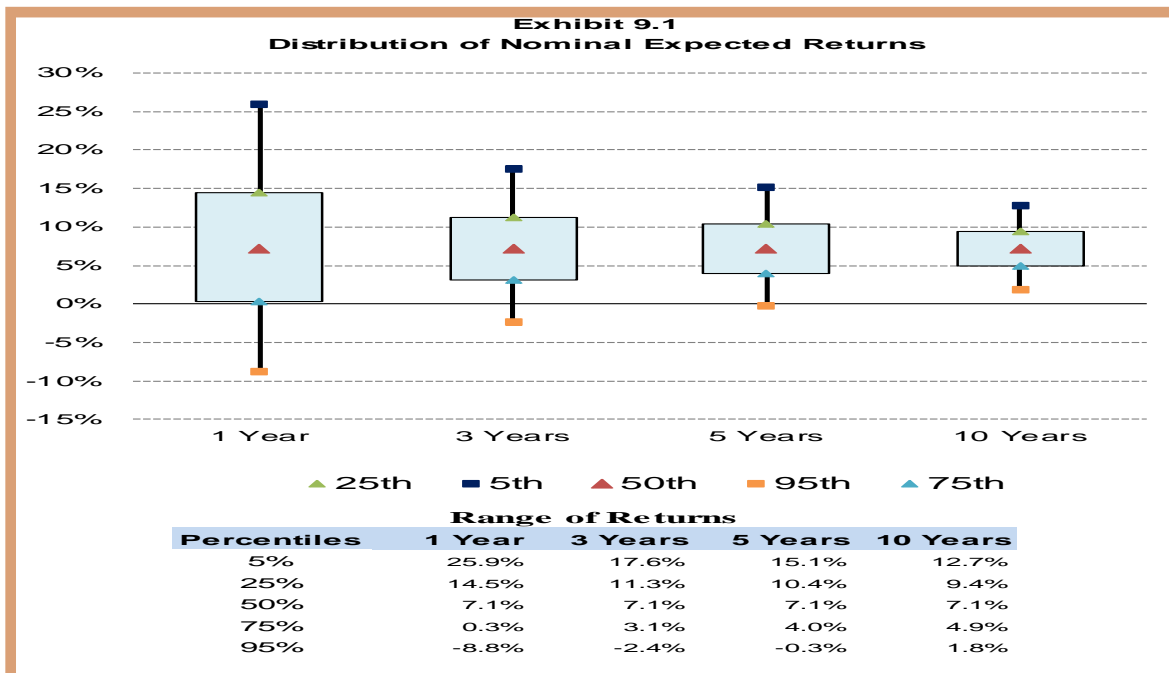 Exhibit 9.1
Distribution of Nominal Expected Returns
30%
25%
20%
15%
10%
5%
0%
-5%
-10%
-15%
1 Year 3 Years 5 Years 10 Years
25th 5th 50th 95th 75th
Range of Returns
Percentiles 1 Year 3 Years 5 Years 10 Years
5% 25.9% 17.6% 15.1% 12.7%
25% 14.5% 11.3% 10.4% 9.4%
50% 7.1% 7.1% 7.1% 7.1%
75% 0.3% 3.1% 4.0% 4.9%
95% -8.8% -2.4% -0.3% 1.8%